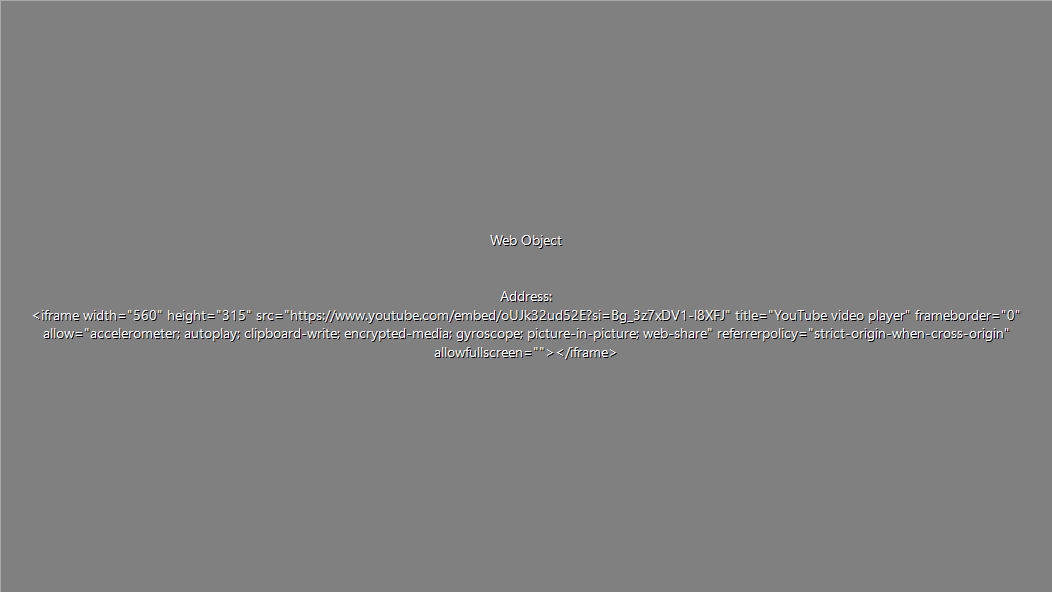 Web Object
Address:
<iframe width="560" height="315" src="https://www.youtube.com/embed/oUJk32ud52E?si=Bg_3z7xDV1-I8XFJ" title="YouTube video player" frameborder="0"
allow="accelerometer; autoplay; clipboard-write; encrypted-media; gyroscope; picture-in-picture; web-share" referrerpolicy="strict-origin-when-cross-origin"
allowfullscreen=""></iframe>